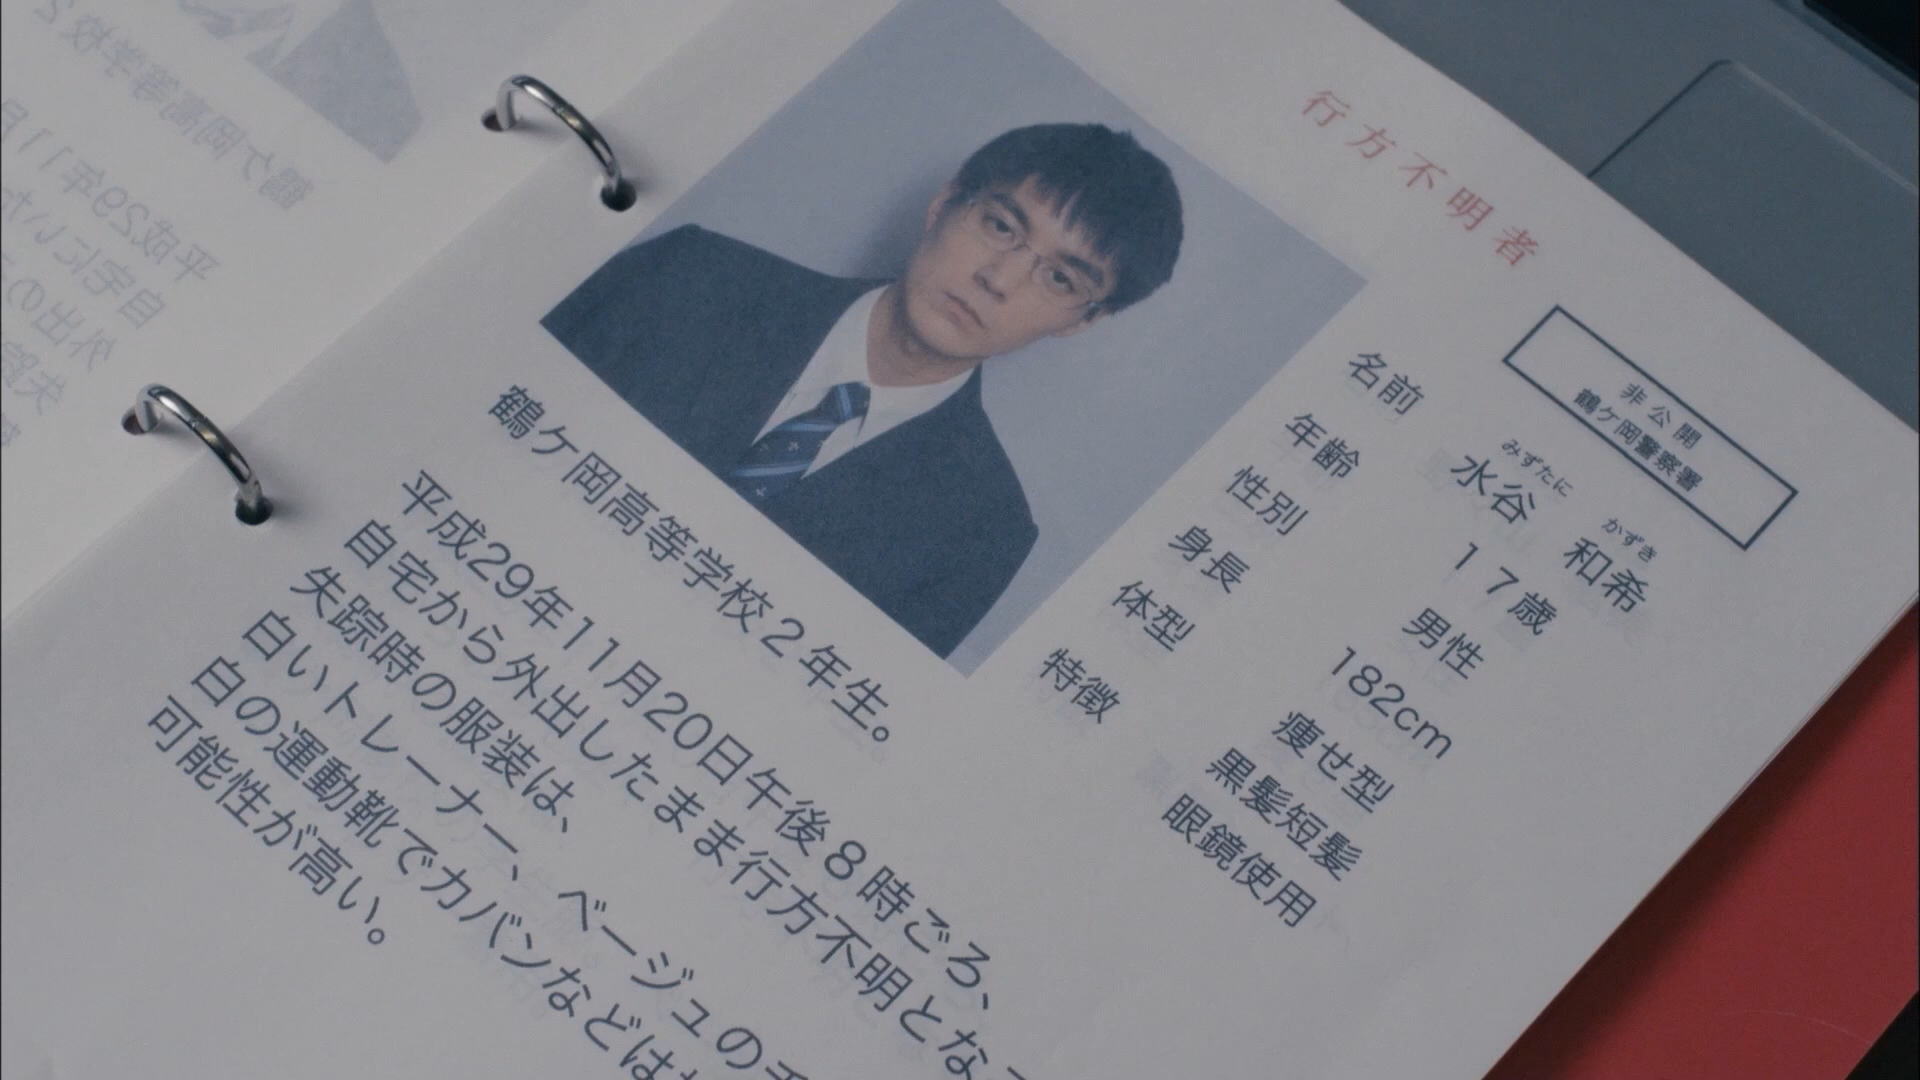 行方不明者
非公開
鶴ケ岡警察署
名前 水谷 和希
みずたに かずき
年齢 17歳
性別 男性
身長 182cm
体型 痩せ型
特徴 黒髪短髪
眼鏡使用
鶴ケ岡高等学校2年生。
平成29年11月20日午後8時ごろ、
自宅から外出したまま行方不明とな
失踪時の服装は、
白いトレーナー、ベージュの
白の運動靴でカバンなどは
可能性が高い。